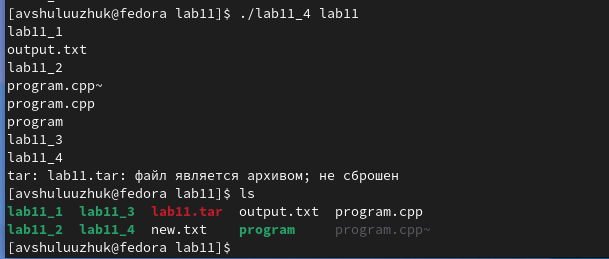 [avshuluuzhuk@fedora lab11]$ ./lab11_4 lab11
lab11_1
output.txt
lab11_2
program.cpp~
program.cpp
program
lab11_3
lab11_4
tar: lab11.tar: файл является архивом; не сброшен
[avshuluuzhuk@fedora lab11]$ ls
lab11_1 lab11_3 lab11.tar output.txt program.cpp
lab11_2 lab11_4 new.txt program program.cpp~
[avshuluuzhuk@fedora lab11]$